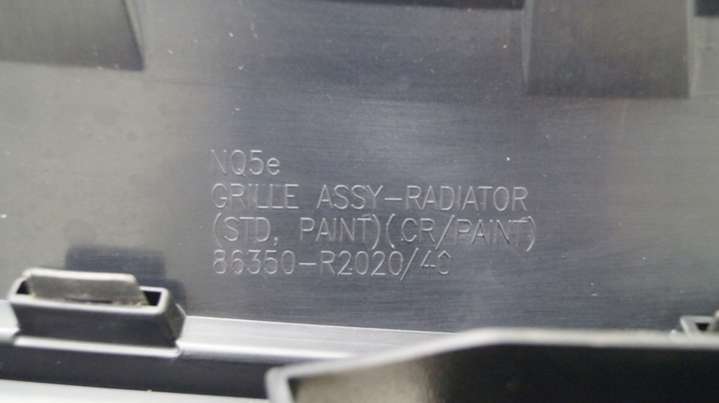 NQ5e
GRILLE ASSY-RADIATOR
(STD, PAINT)(CR/PAINT)
86350-R2020/40